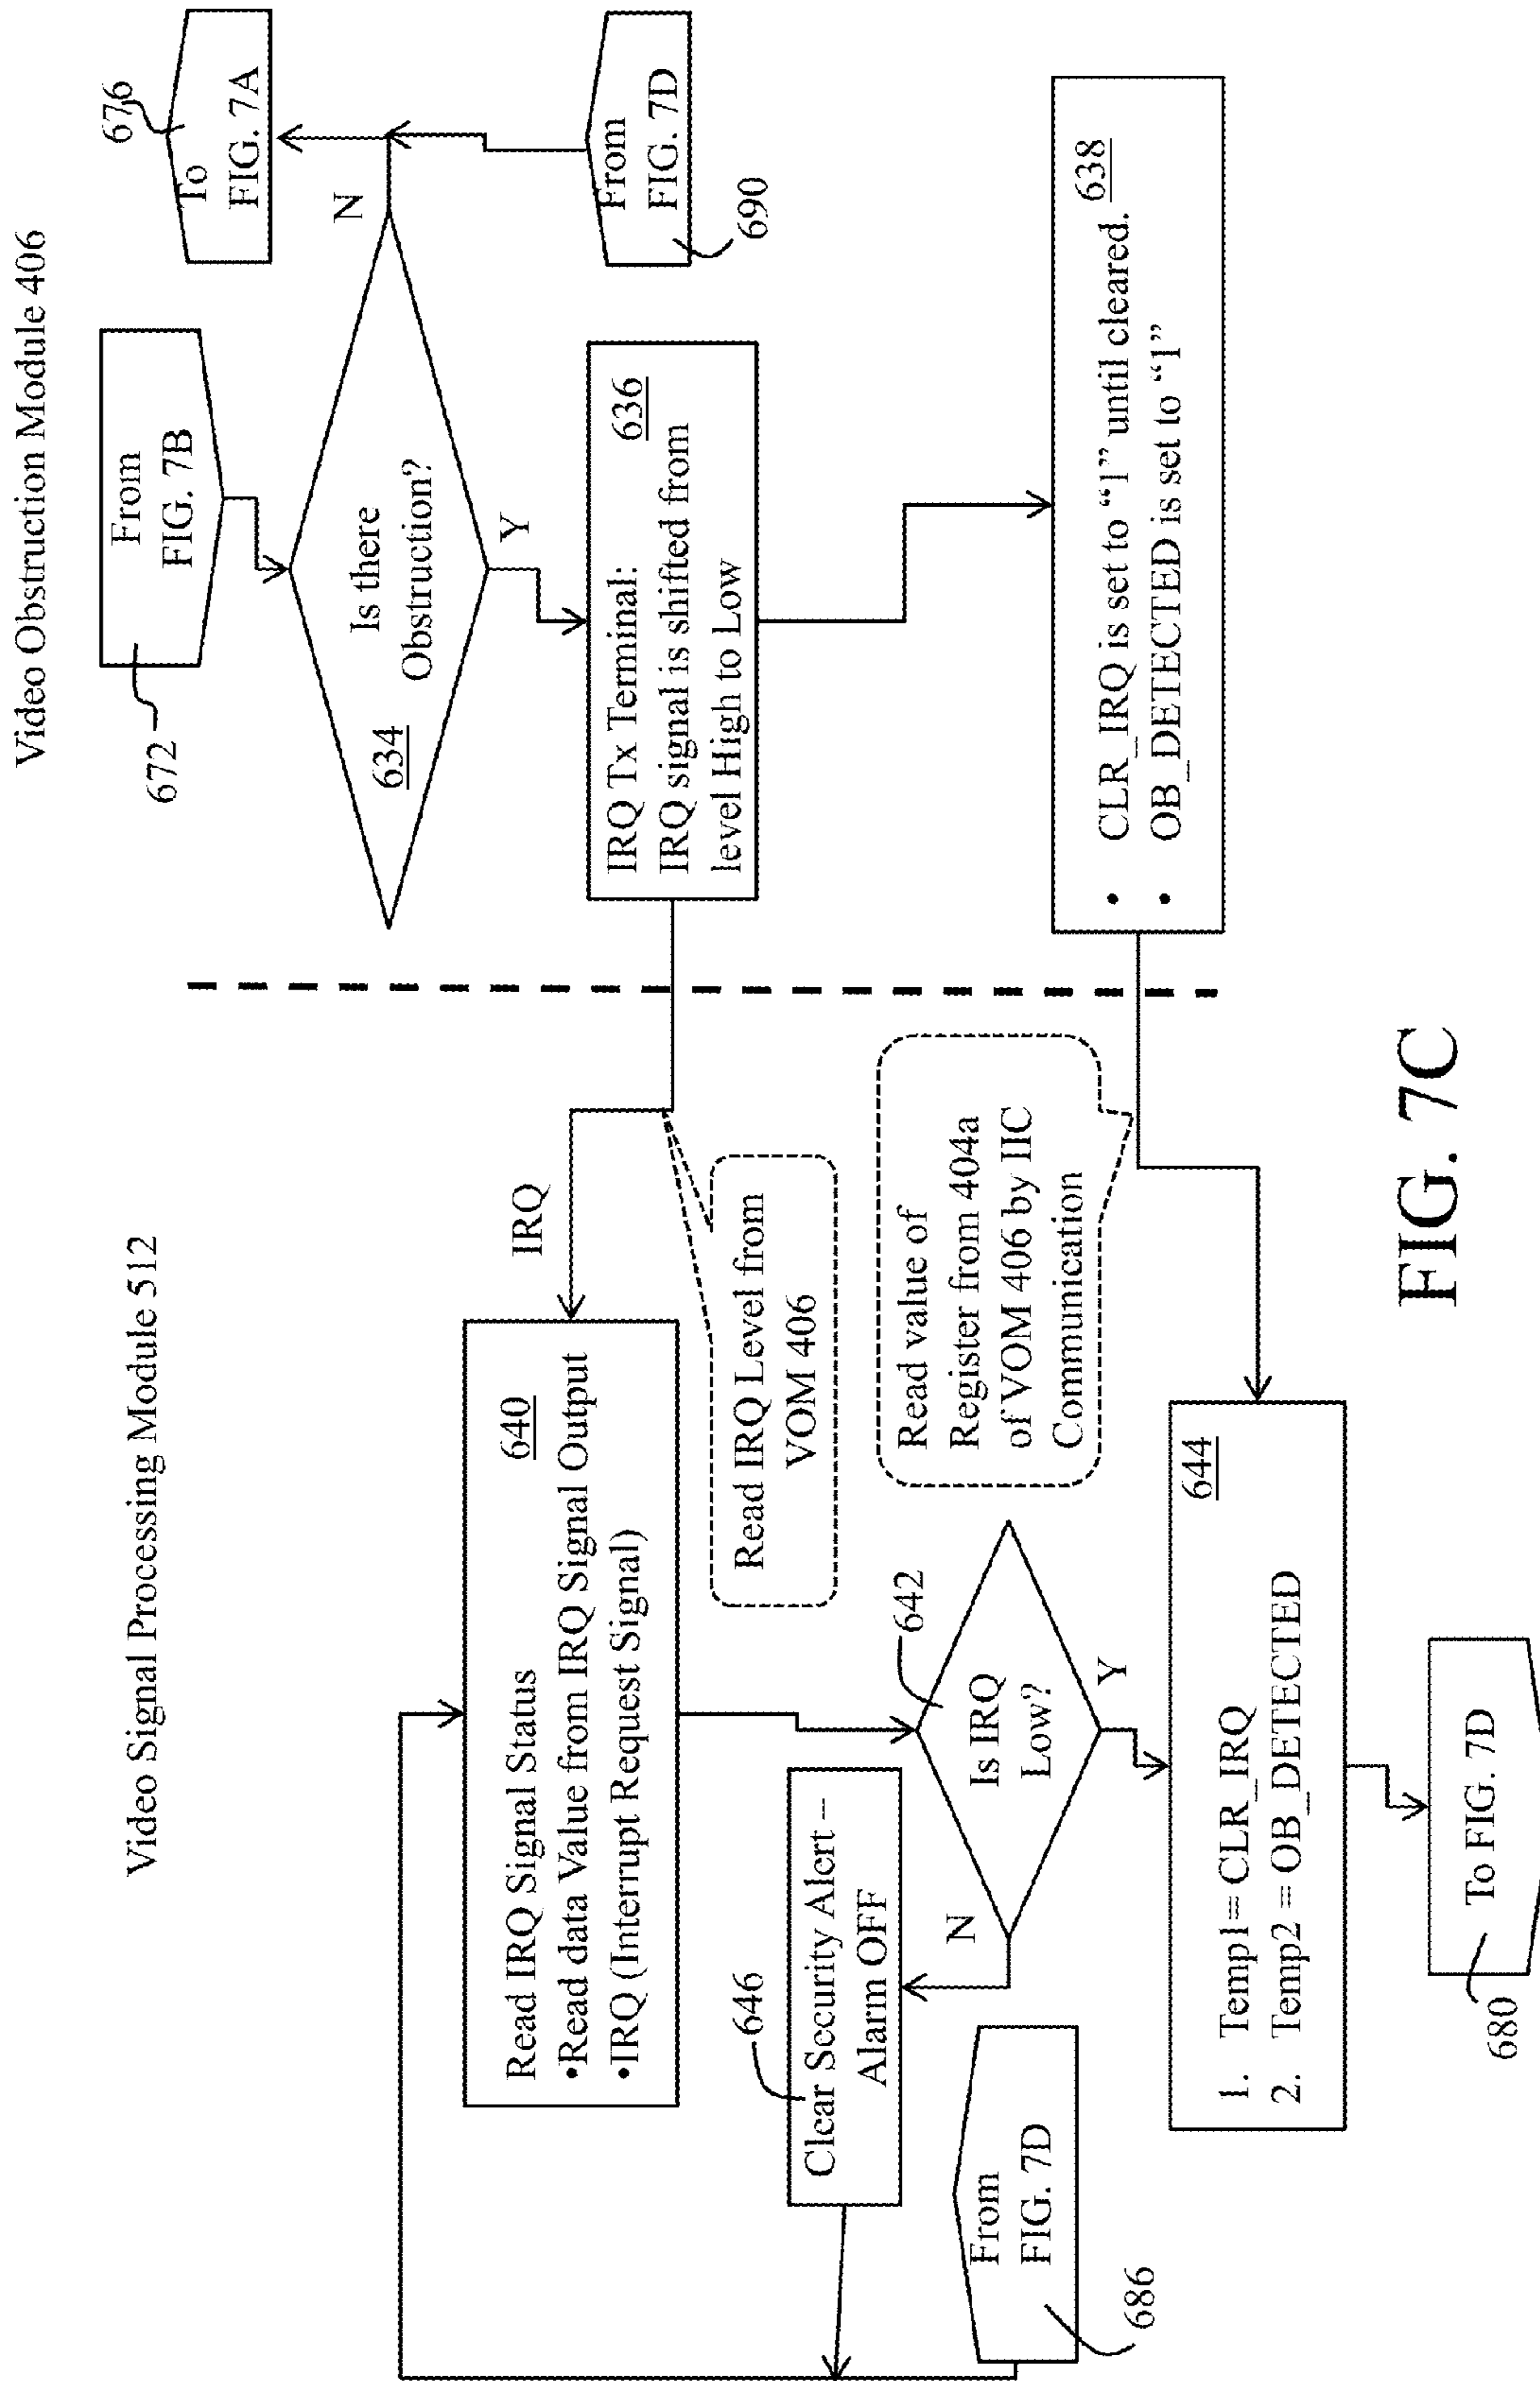 Video Signal Processing Module 512
Video Obstruction Module 406
640
Read IRQ Signal Status
•Read data Value from IRQ Signal Output
•IRQ (Interrupt Request Signal)
IRQ
Read IRQ Level from
VOM 406
646
Clear Security Alert –
Alarm OFF
N
642
Is IRQ
Low?
Y
Read value of
Register from 404a
of VOM 406 by IIC
Communication
From
FIG. 7D
686
644
1. Temp1= CLR_IRQ
2. Temp2 = OB_DETECTED
To FIG. 7D
680
672
From
FIG. 7B
676
To
FIG. 7A
Is there
Obstruction?
634
N
Y
From
FIG. 7D
690
636
IRQ Tx Terminal:
IRQ signal is shifted from
level High to Low
638
• CLR_IRQ is set to “1” until cleared.
• OB_DETECTED is set to “1”
FIG. 7C